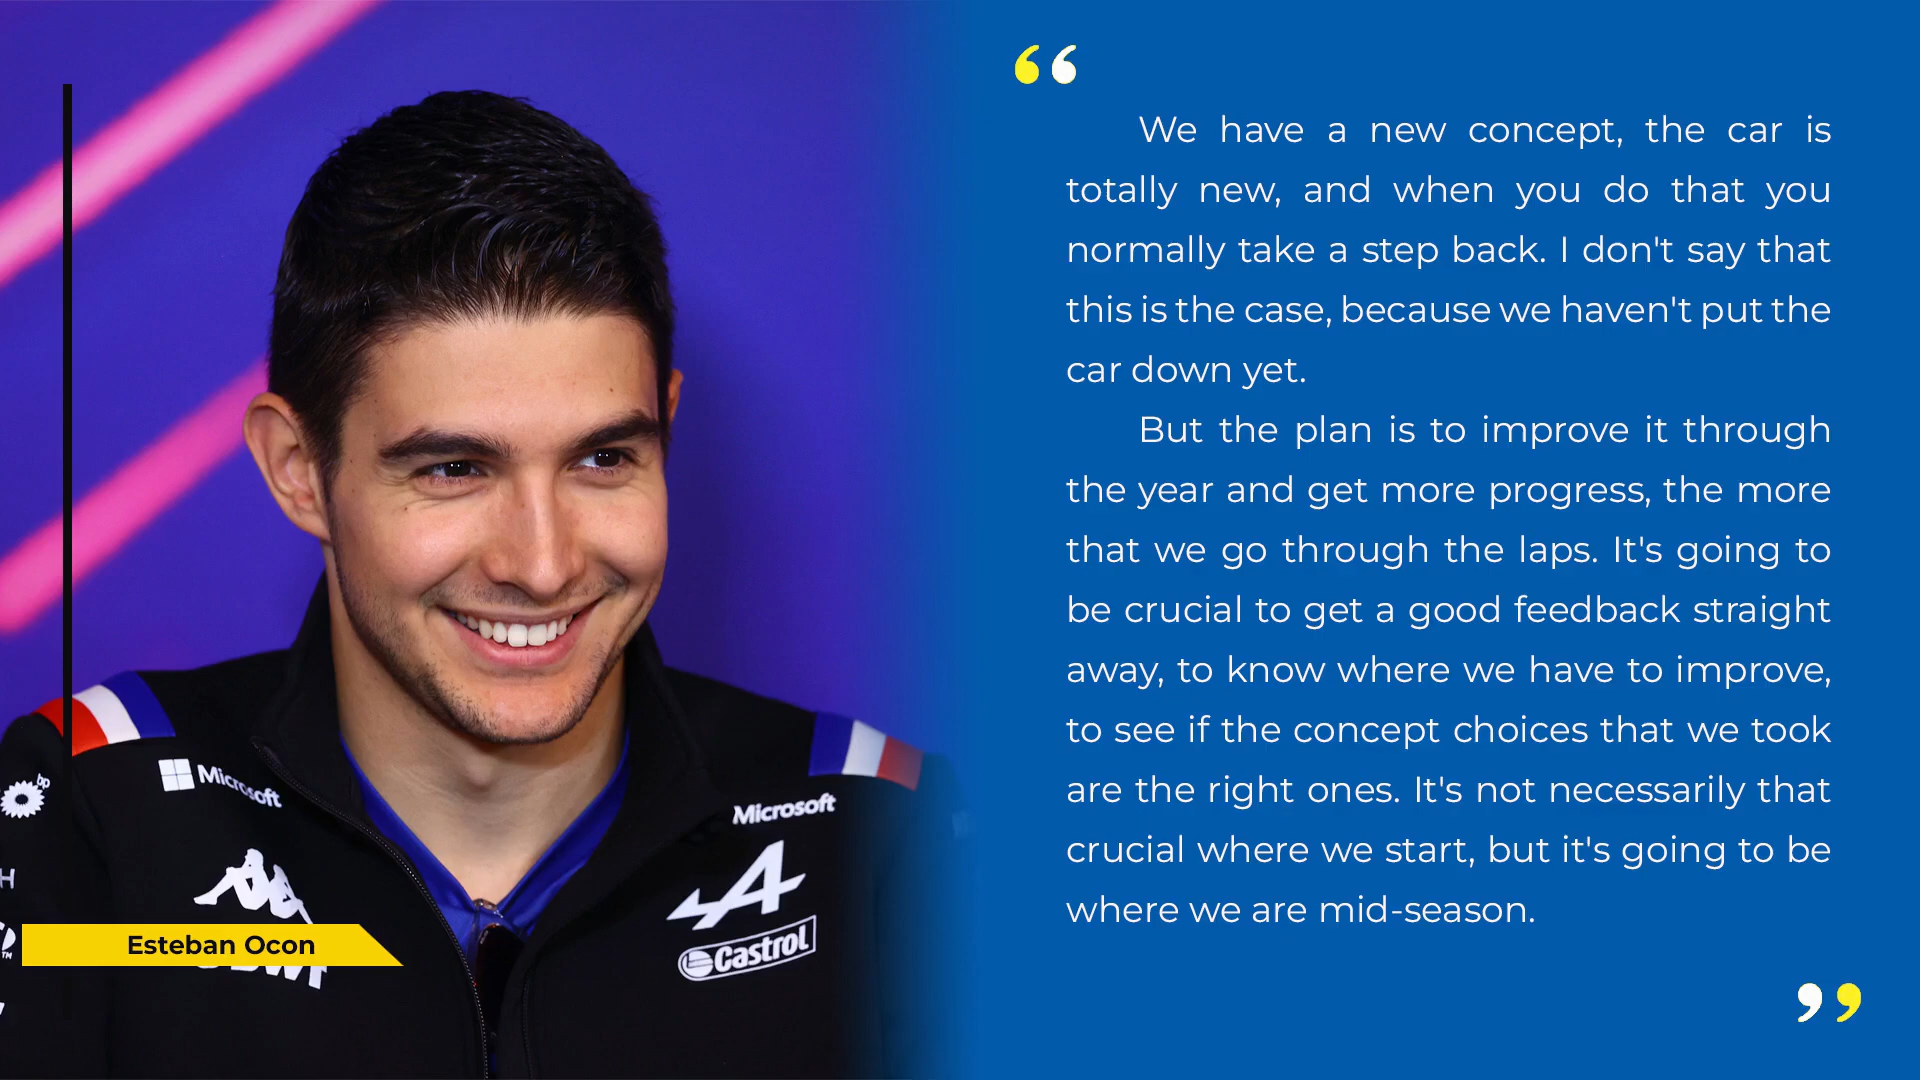 We have a new concept, the car is
totally new, and when you do that you
normally take a step back. I don't say that
this is the case, because we haven't put the
car down yet.
But the plan is to improve it through
the year and get more progress, the more
that we go through the laps. It's going to
be crucial to get a good feedback straight
away, to know where we have to improve,
to see if the concept choices that we took
are the right ones. It's not necessarily that
crucial where we start, but it's going to be
where we are mid-season.
bp
Microsoft
Microsoft
A
Castrol
H
Esteban Ocon